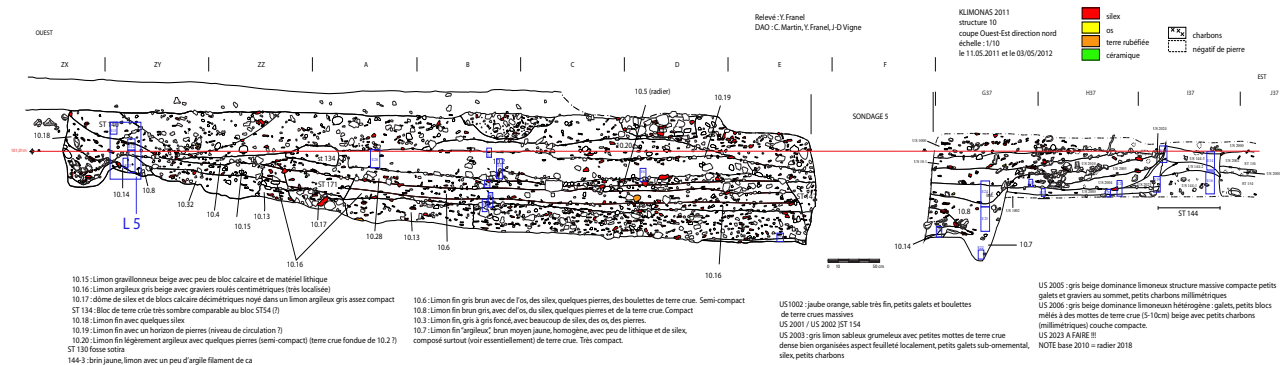 Relevé : Y. Franel
DAO : C. Martin, Y. Franel, J-D Vigne
KLIMONAS 2011
structure 10
coupe Ouest-Est direction nord
échelle : 1/10
le 11.05.2011 et le 03/05/2012
silex
os
terre rubéfiée
céramique
charbons
négatif de pierre
OUEST
EST
ZX
ZY
ZZ
A
B
C
D
E
F
G37
H37
I37
J37
SONDAGE 5
10.5 (radier)
10.19
10.18
10.20
st 134
ST 171
10.14
10.8
10.32
10.4
10.15
10.13
10.16
10.17
10.28
10.13
10.6
10.16
L 5
10.8
10.14
10.7
ST 144
0 10 50 cm
10.15 : Limon gravillonneux beige avec peu de bloc calcaire et de matériel lithique
10.16 : Limon argileux gris beige avec graviers roulés centimétriques (très localisée)
10.17 : dôme de silex et de blocs calcaire décimétriques noyé dans un limon argileux gris assez compact
ST 134 : Bloc de terre crûe très sombre comparable au bloc ST54 (?)
10.18 : Limon fin avec quelques silex
10.19 : Limon avec un horizon de pierres (niveau de circulation ?)
10.20 : Limon fin légèrement argileux avec quelques pierres (semi-compact) (terre crue fondue de 10.2 ?)
ST 130 fosse sotira
144-3 : brin jaune, limon avec un peu d'argile filament de ca
10.6 : Limon fin gris brun avec de l'os, des silex, quelques pierres, des boulettes de terre crue. Semi-compact
10.8 : Limon fin brun gris, avec del'os, du silex, quelques pierres et de la terre crue. Compact
10.3 : Limon fin, gris à gris foncé, avec beaucoup de silex, des os, des pierres.
10.7 : Limon fin "argileux", brun moyen jaune, homogène, avec peu de lithique et de silex,
composé surtout (voir essentiellement) de terre crue. Très compact.
US1002 : jaube orange, sable très fin, petits galets et boulettes
de terre crues massives
US 2001 / US 2002 |ST 154
US 2003 : gris limon sableux grumeleux avec petites mottes de terre crue
dense bien organisées aspect feuilleté localement, petits galets sub-ornemental,
silex, petits charbons
US 2005 : gris beige dominante limoneux structure massive compacte petits
galets et graviers au sommet, petits charbons millimétriques
US 2006 : gris beige dominance limoneuxn hétérogène : galets, petits blocs
mêlés à des mottes de terre crue (5-10cm) beige avec petits charbons
(millimétriques) couche compacte.
US 2023 A FAIRE !!!
NOTE base 2010 = radier 2018